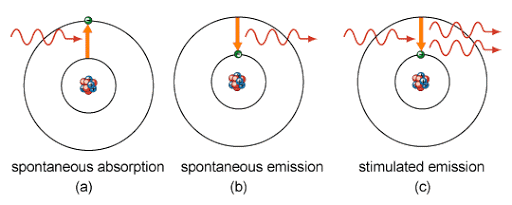 spontaneous absorption
(a)
spontaneous emission
(b)
stimulated emission
(c)